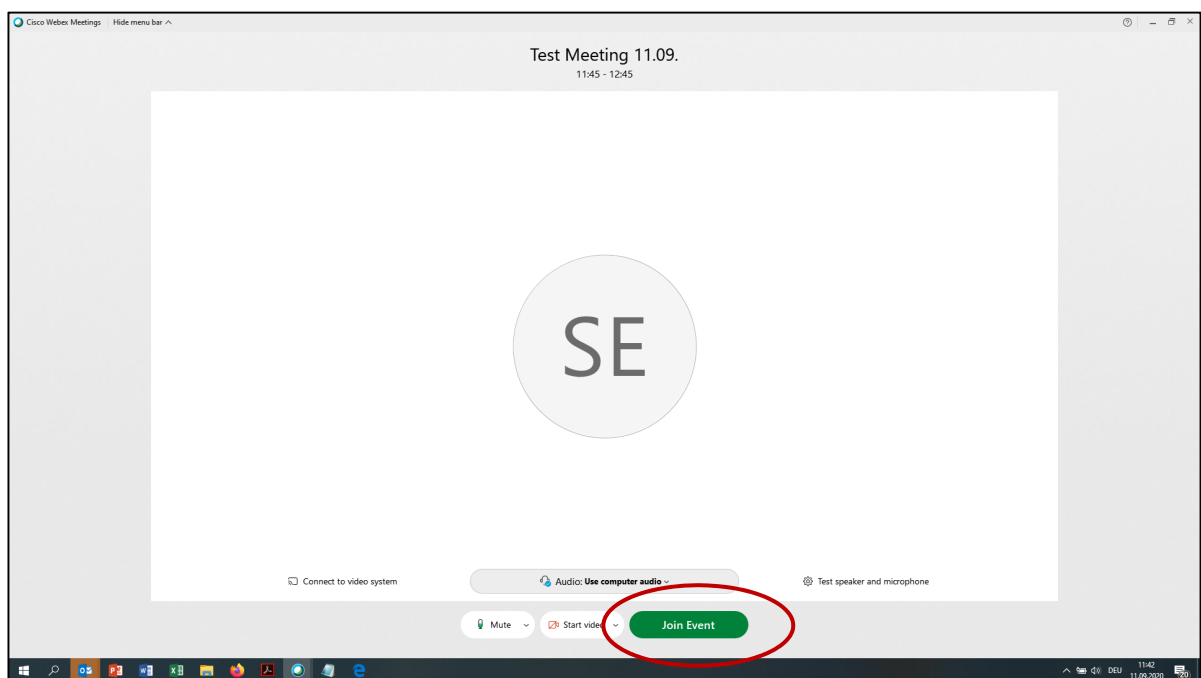 Cisco Webex Meetings Hide menu bar
Test Meeting 11.09.
11:45 - 12:45
SE
Connect to video system
Audio: Use computer audio
Test speaker and microphone
Mute
Start video
Join Event
DEU
11:42
11.09.2020
20